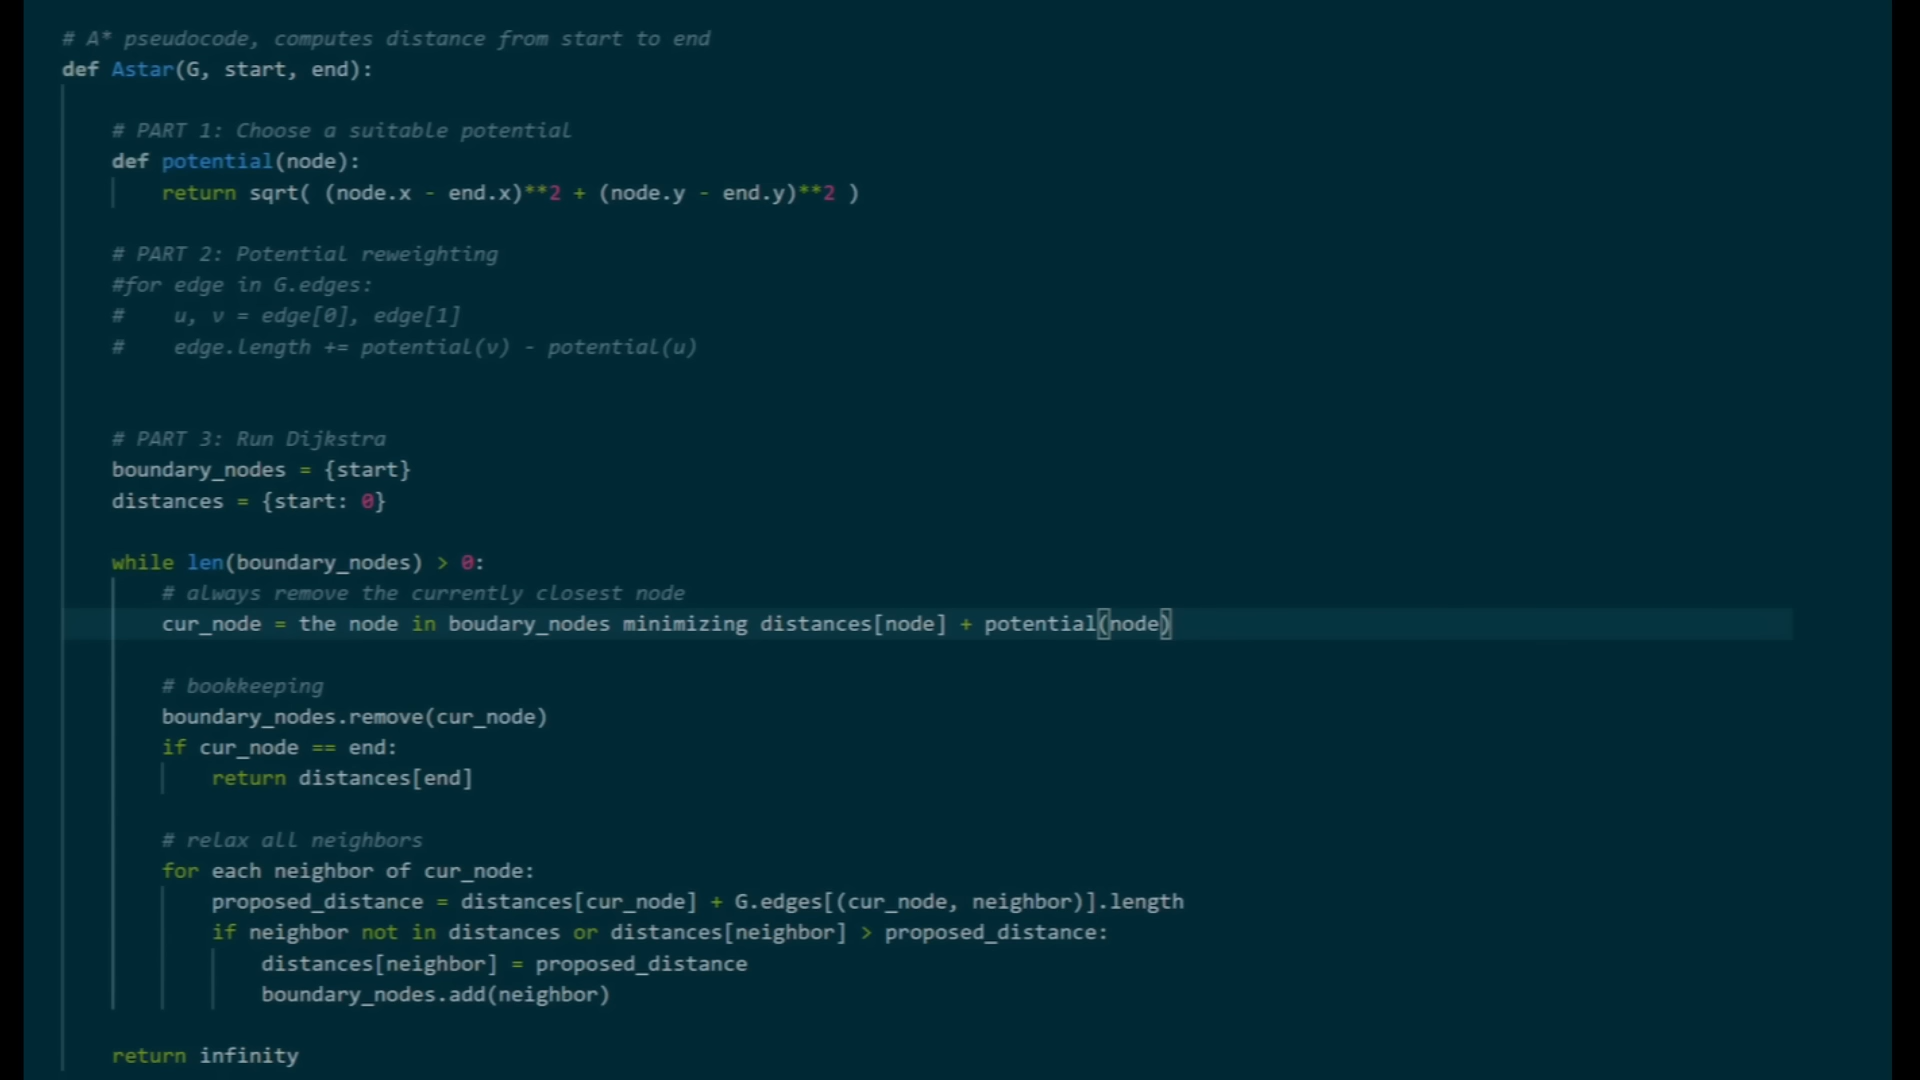 # A* pseudocode, computes distance from start to end
def Astar(G, start, end):
# PART 1: Choose a suitable potential
def potential(node):
return sqrt( (node.x - end.x)**2 + (node.y - end.y)**2 )
# PART 2: Potential reweighting
#for edge in G.edges:
#    u, v = edge[0], edge[1]
#    edge.length += potential(v) - potential(u)
# PART 3: Run Dijkstra
boundary_nodes = {start}
distances = {start: 0}
while len(boundary_nodes) > 0:
# always remove the currently closest node
cur_node = the node in boudary_nodes minimizing distances[node] + potential(node)
# bookkeeping
boundary_nodes.remove(cur_node)
if cur_node == end:
return distances[end]
# relax all neighbors
for each neighbor of cur_node:
proposed_distance = distances[cur_node] + G.edges[(cur_node, neighbor)].length
if neighbor not in distances or distances[neighbor] > proposed_distance:
distances[neighbor] = proposed_distance
boundary_nodes.add(neighbor)
return infinity